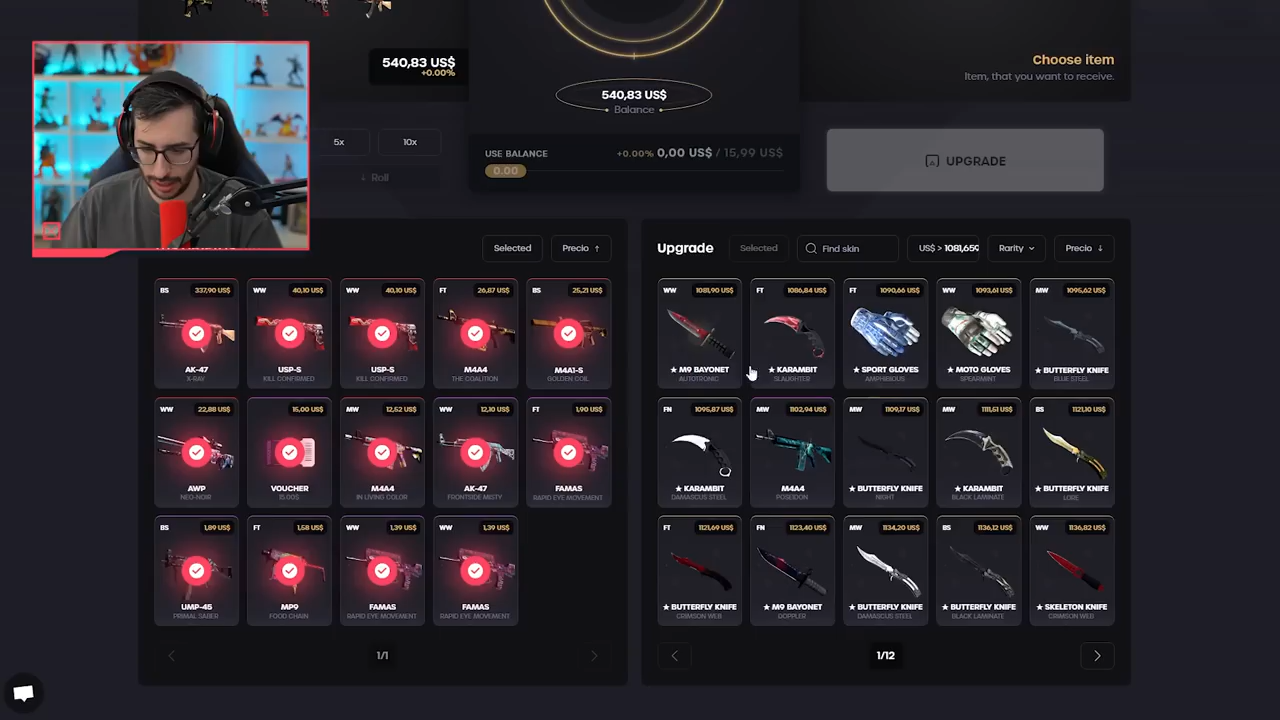 540,83 US$
+0.00%
540,83 US$
Balance
Choose item
Item, that you want to receive.
5x
10x
Roll
USE BALANCE
+0.00% 0,00 US$ / 15,99 US$
0.00
UPGRADE
Selected
Precio ↑
Upgrade
Selected
Find skin
US$ > 1081,659
Rarity
Precio ↓
BS 337,90 US$
AK-47
X-RAY
WW 40,10 US$
USP-S
KILL CONFIRMED
WW 40,10 US$
USP-S
KILL CONFIRMED
FT 26,87 US$
M4A4
THE COALITION
BS 25,21 US$
M4A1-S
GOLDEN COIL
WW 22,88 US$
AWP
NEO-NOIR
15,00 US$
VOUCHER
15.00$
MW 12,52 US$
M4A4
IN LIVING COLOR
WW 12,10 US$
AK-47
FRONTSIDE MISTY
FT 1,90 US$
FAMAS
RAPID EYE MOVEMENT
BS 1,89 US$
UMP-45
PRIMAL SABER
FT 1,58 US$
MP9
FOOD CHAIN
WW 1,39 US$
FAMAS
RAPID EYE MOVEMENT
WW 1,39 US$
FAMAS
RAPID EYE MOVEMENT
1/1
WW 1081,90 US$
★ M9 BAYONET
AUTOTRONIC
FT 1086,84 US$
★ KARAMBIT
SLAUGHTER
FT 1090,66 US$
★ SPORT GLOVES
AMPHIBIOUS
WW 1093,61 US$
★ MOTO GLOVES
SPEARMINT
MW 1095,62 US$
★ BUTTERFLY KNIFE
BLUE STEEL
FN 1095,87 US$
★ KARAMBIT
DAMASCUS STEEL
MW 1102,94 US$
M4A4
POSEIDON
MW 1109,17 US$
★ BUTTERFLY KNIFE
NIGHT
MW 1111,51 US$
★ KARAMBIT
BLACK LAMINATE
BS 1121,10 US$
★ BUTTERFLY KNIFE
LORE
FT 1121,69 US$
★ BUTTERFLY KNIFE
CRIMSON WEB
FN 1123,40 US$
★ M9 BAYONET
DOPPLER
MW 1134,20 US$
★ BUTTERFLY KNIFE
DAMASCUS STEEL
BS 1136,12 US$
★ BUTTERFLY KNIFE
BLACK LAMINATE
WW 1136,82 US$
★ SKELETON KNIFE
CRIMSON WEB
1/12